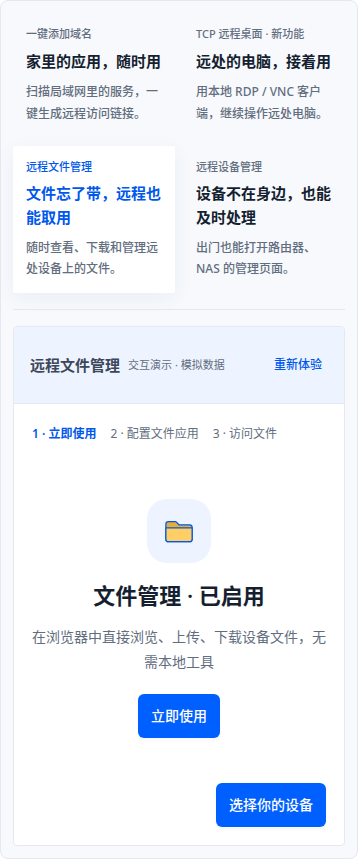 一键添加域名
家里的应用，随时用
扫描局域网里的服务，一
键生成远程访问链接。
TCP 远程桌面 · 新功能
远处的电脑，接着用
用本地 RDP / VNC 客户
端，继续操作远处电脑。
远程文件管理
文件忘了带，远程也
能取用
随时查看、下载和管理远
处设备上的文件。
远程设备管理
设备不在身边，也能
及时处理
出门也能打开路由器、
NAS 的管理页面。
远程文件管理 交互演示 · 模拟数据 重新体验
1 · 立即使用 2 · 配置文件应用 3 · 访问文件
文件管理 · 已启用
在浏览器中直接浏览、上传、下载设备文件，无
需本地工具
立即使用
选择你的设备